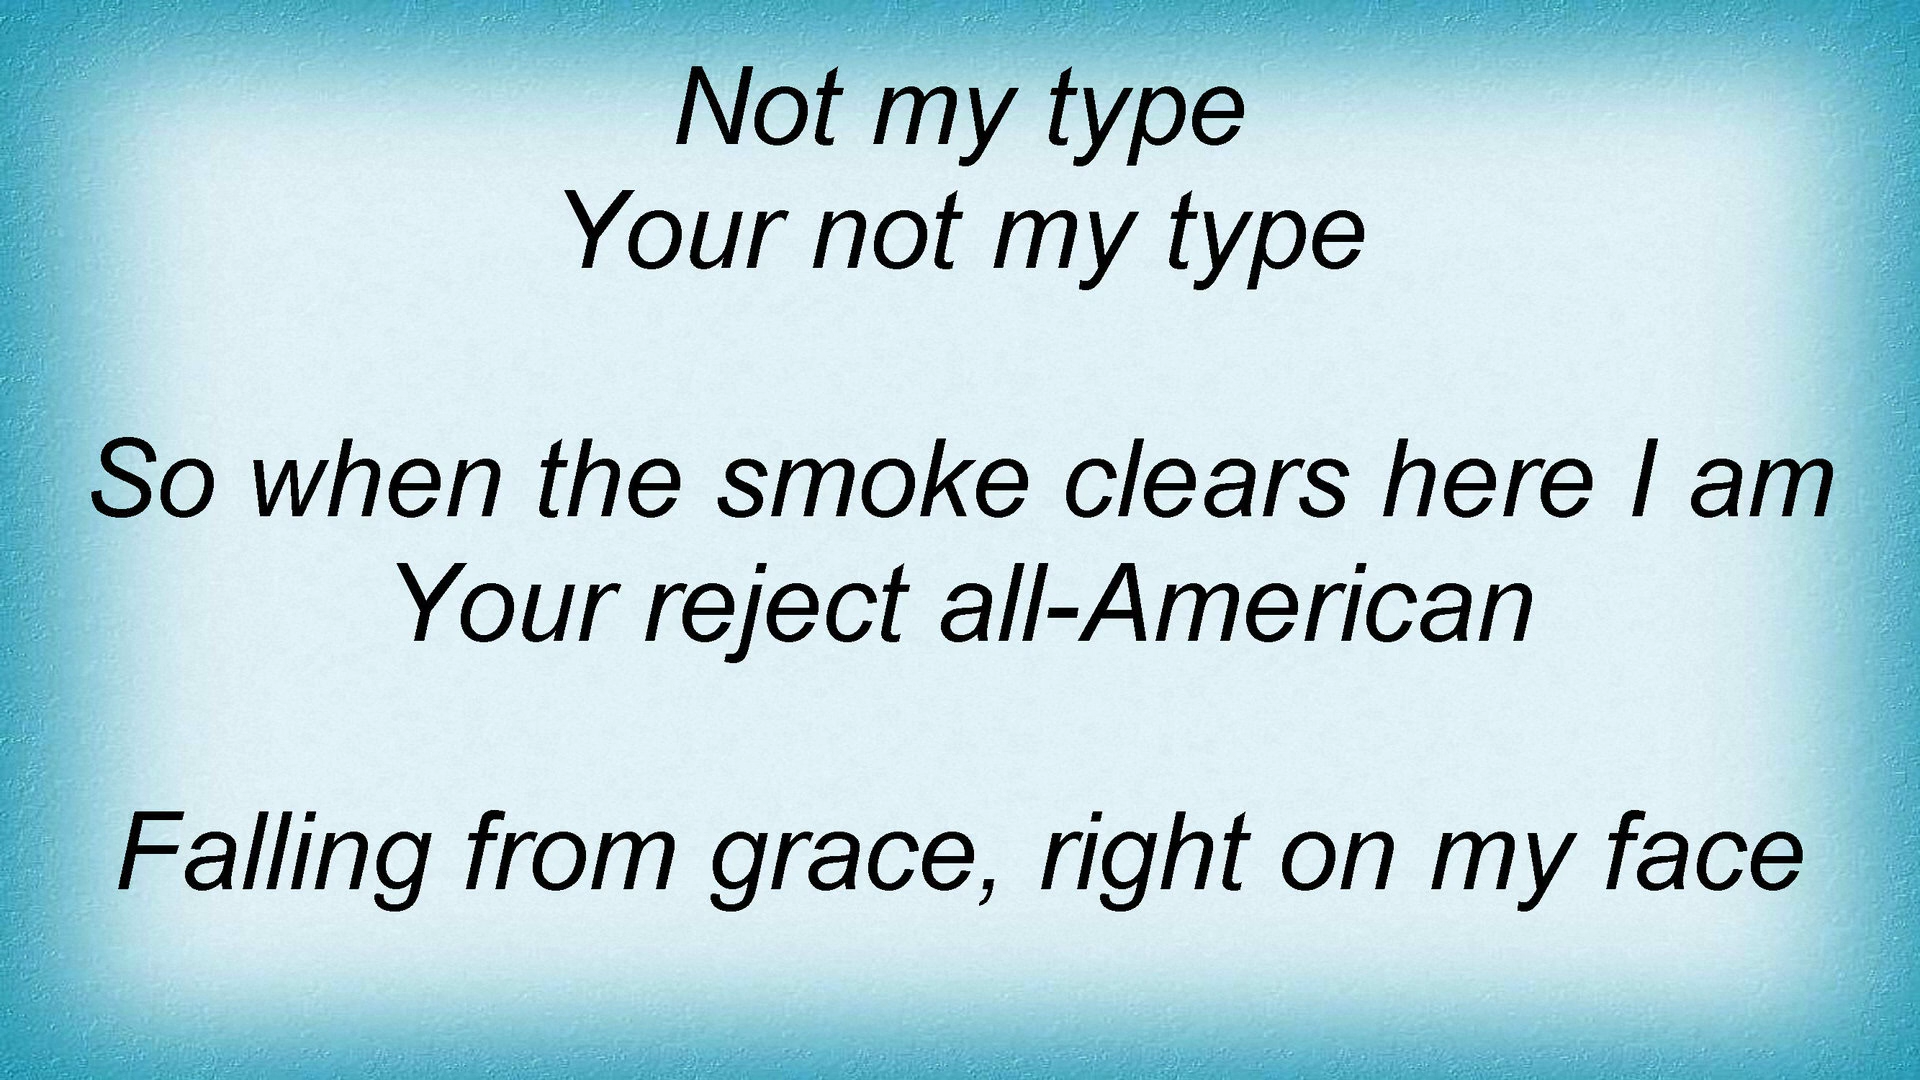 Not my type
Your not my type
So when the smoke clears here I am
Your reject all-American
Falling from grace, right on my face